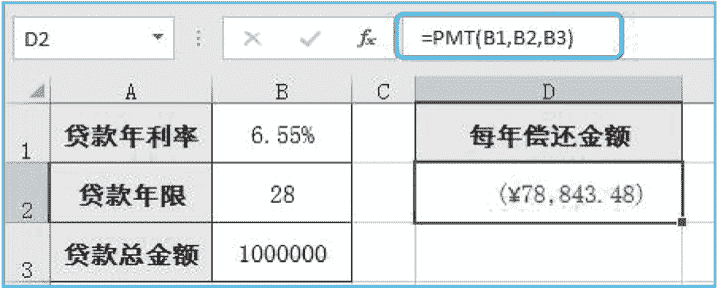 D2 fx =PMT(B1,B2,B3)
A B C D
1 贷款年利率 6.55% 每年偿还金额
2 贷款年限 28 (¥78,843.48)
3 贷款总金额 1000000